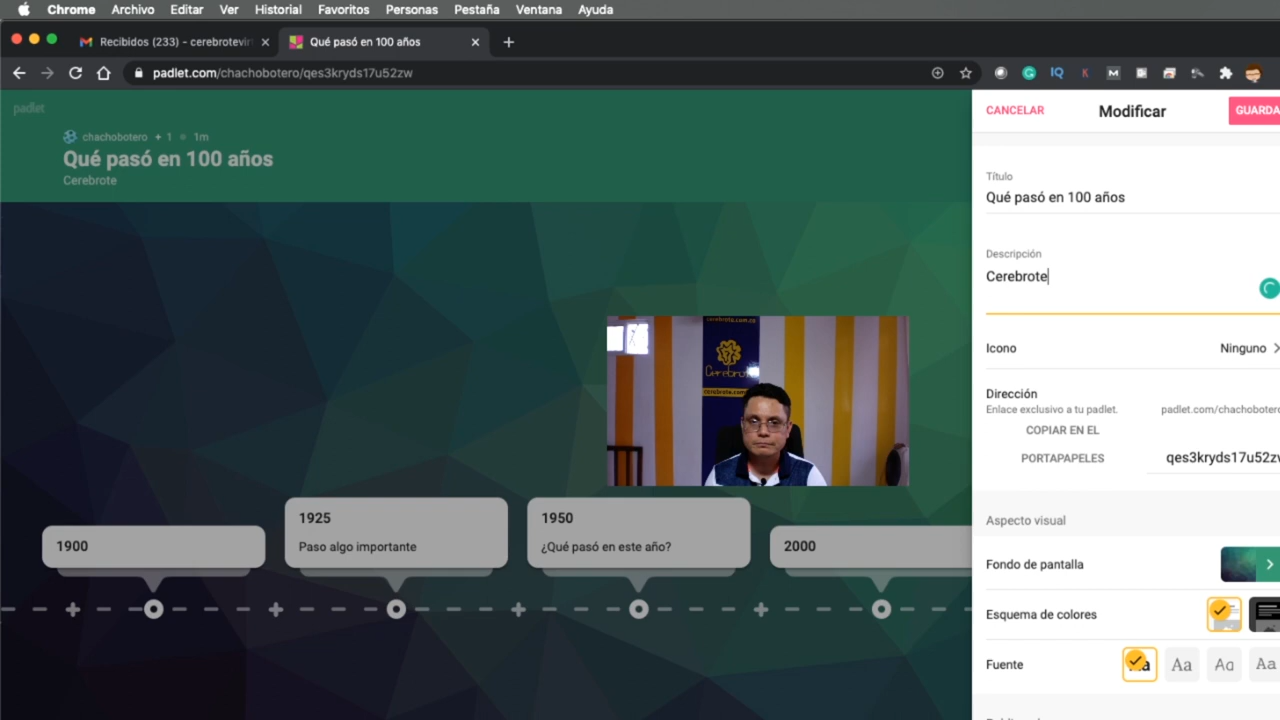 Chrome Archivo Editar Ver Historial Favoritos Personas Pestaña Ventana Ayuda
Recibidos (233) - cerebrotevir
Qué pasó en 100 años
padlet.com/chachobotero/qes3kryds17u52zw
padlet
chachobotero + 1 1m
Qué pasó en 100 años
Cerebrote
CANCELAR Modificar GUARDA
Título
Qué pasó en 100 años
Descripción
Cerebrote
Icono Ninguno
Dirección
Enlace exclusivo a tu padlet. padlet.com/chachobotero
COPIAR EN EL
PORTAPAPELES qes3kryds17u52zw
Aspecto visual
Fondo de pantalla
Esquema de colores
Fuente Aa Aa Aa
cerebrote.com.co
Cerebrote
1900
1925
Paso algo importante
1950
¿Qué pasó en este año?
2000